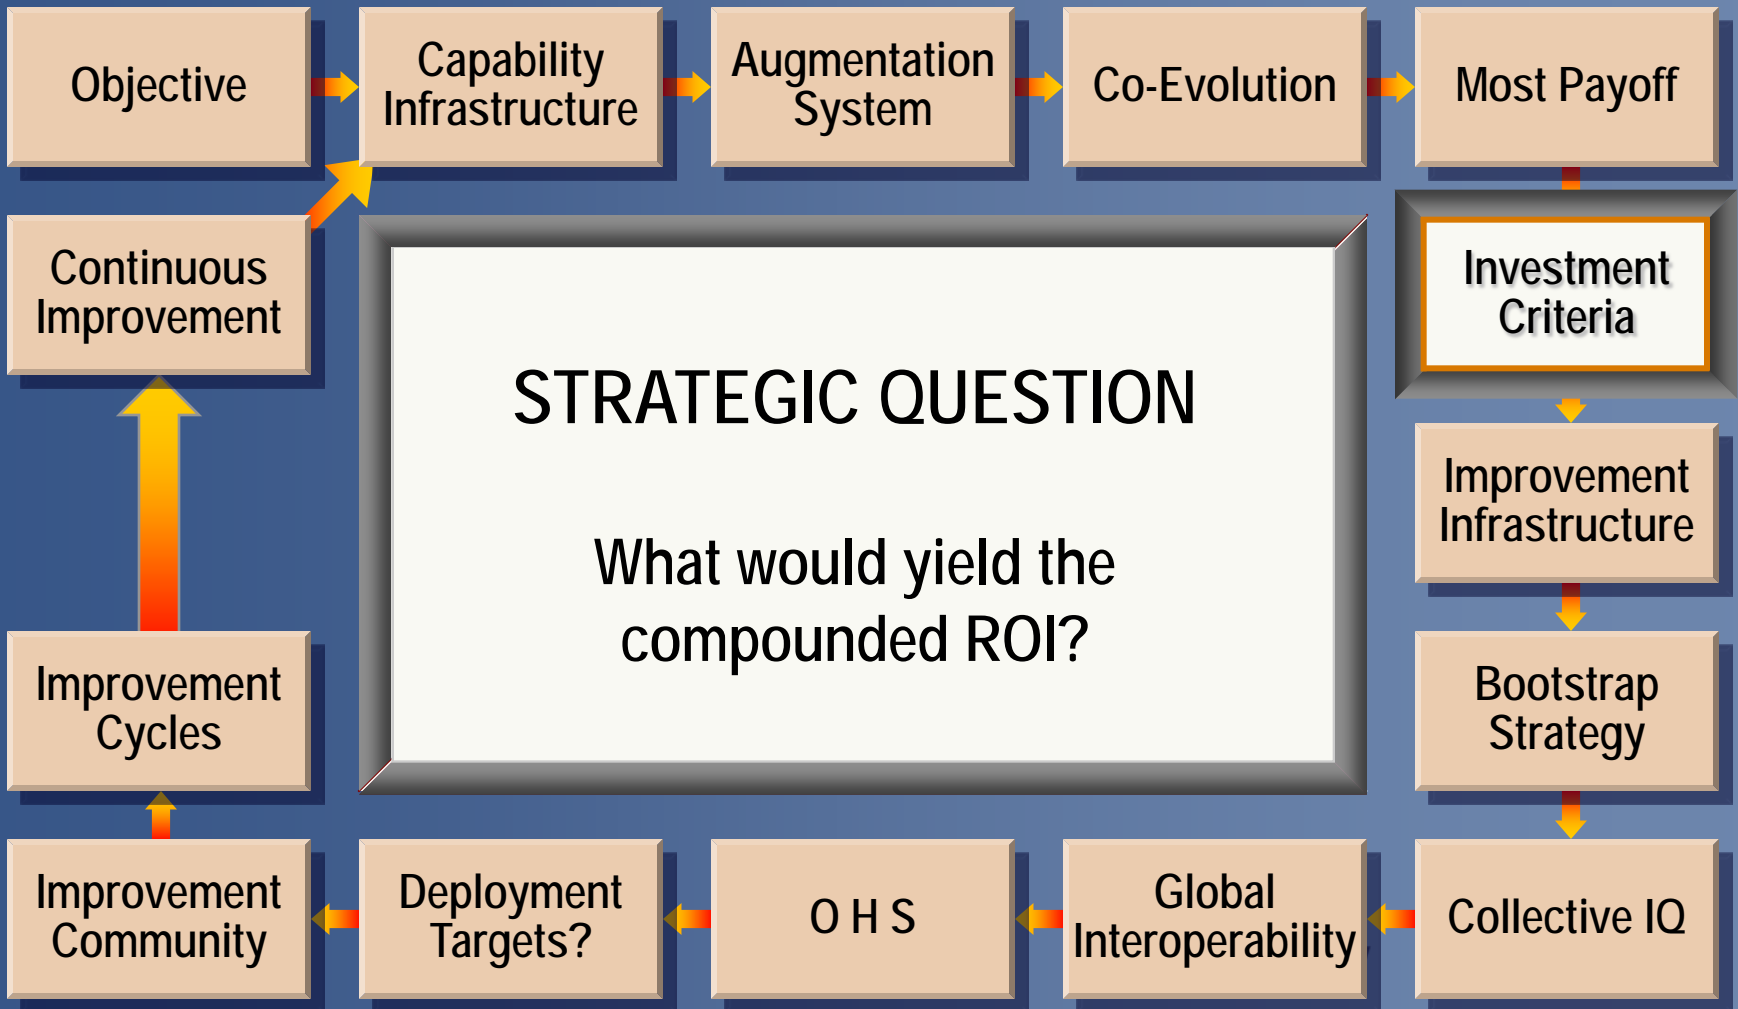 Objective
Capability
Infrastructure
Augmentation
System
Co-Evolution
Most Payoff
Continuous
Improvement
STRATEGIC QUESTION
What would yield the
compounded ROI?
Investment
Criteria
Improvement
Infrastructure
Improvement
Cycles
Bootstrap
Strategy
Improvement
Community
Deployment
Targets?
O H S
Global
Interoperability
Collective IQ